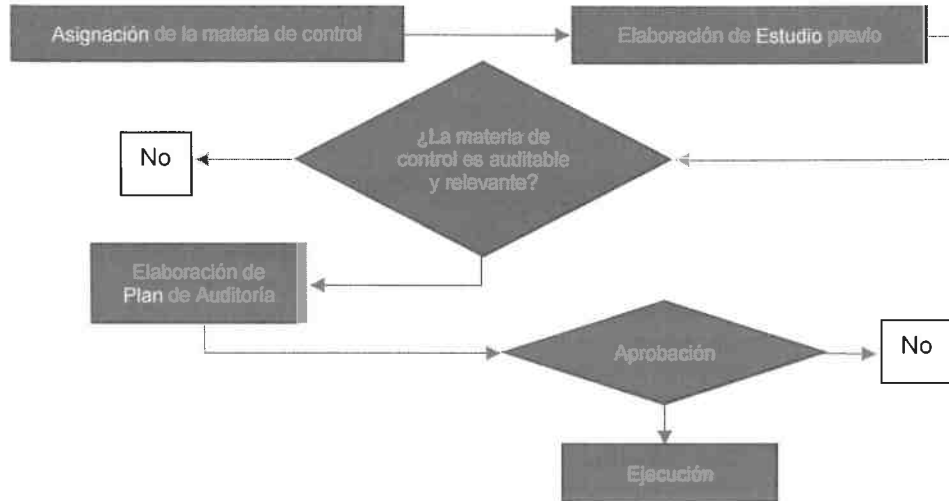 Asignación de la materia de control
Elaboración de Estudio previo
¿La materia de
control es auditable
y relevante?
No
Elaboración de
Plan de Auditoría
Aprobación
No
Ejecución